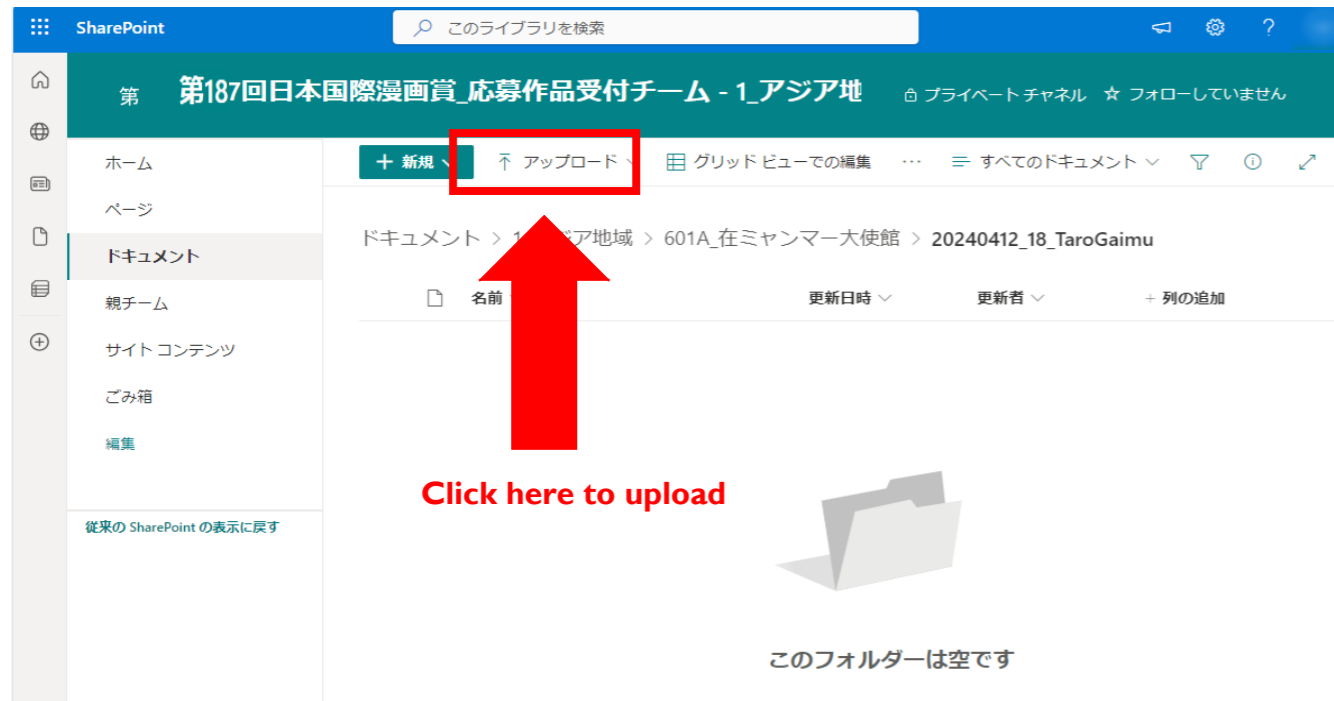 SharePoint
このライブラリを検索
?
第
第187回日本国際漫画賞_応募作品受付チーム - 1_アジア地
プライベート チャネル
フォローしていません
ホーム
ページ
ドキュメント
親チーム
サイト コンテンツ
ごみ箱
編集
従来の SharePoint の表示に戻す
+ 新規
アップロード
グリッド ビューでの編集
…
すべてのドキュメント
ドキュメント > 1 ア地域 > 601A_在ミャンマー大使館 > 20240412_18_TaroGaimu
名前
更新日時
更新者
+ 列の追加
Click here to upload
このフォルダーは空です